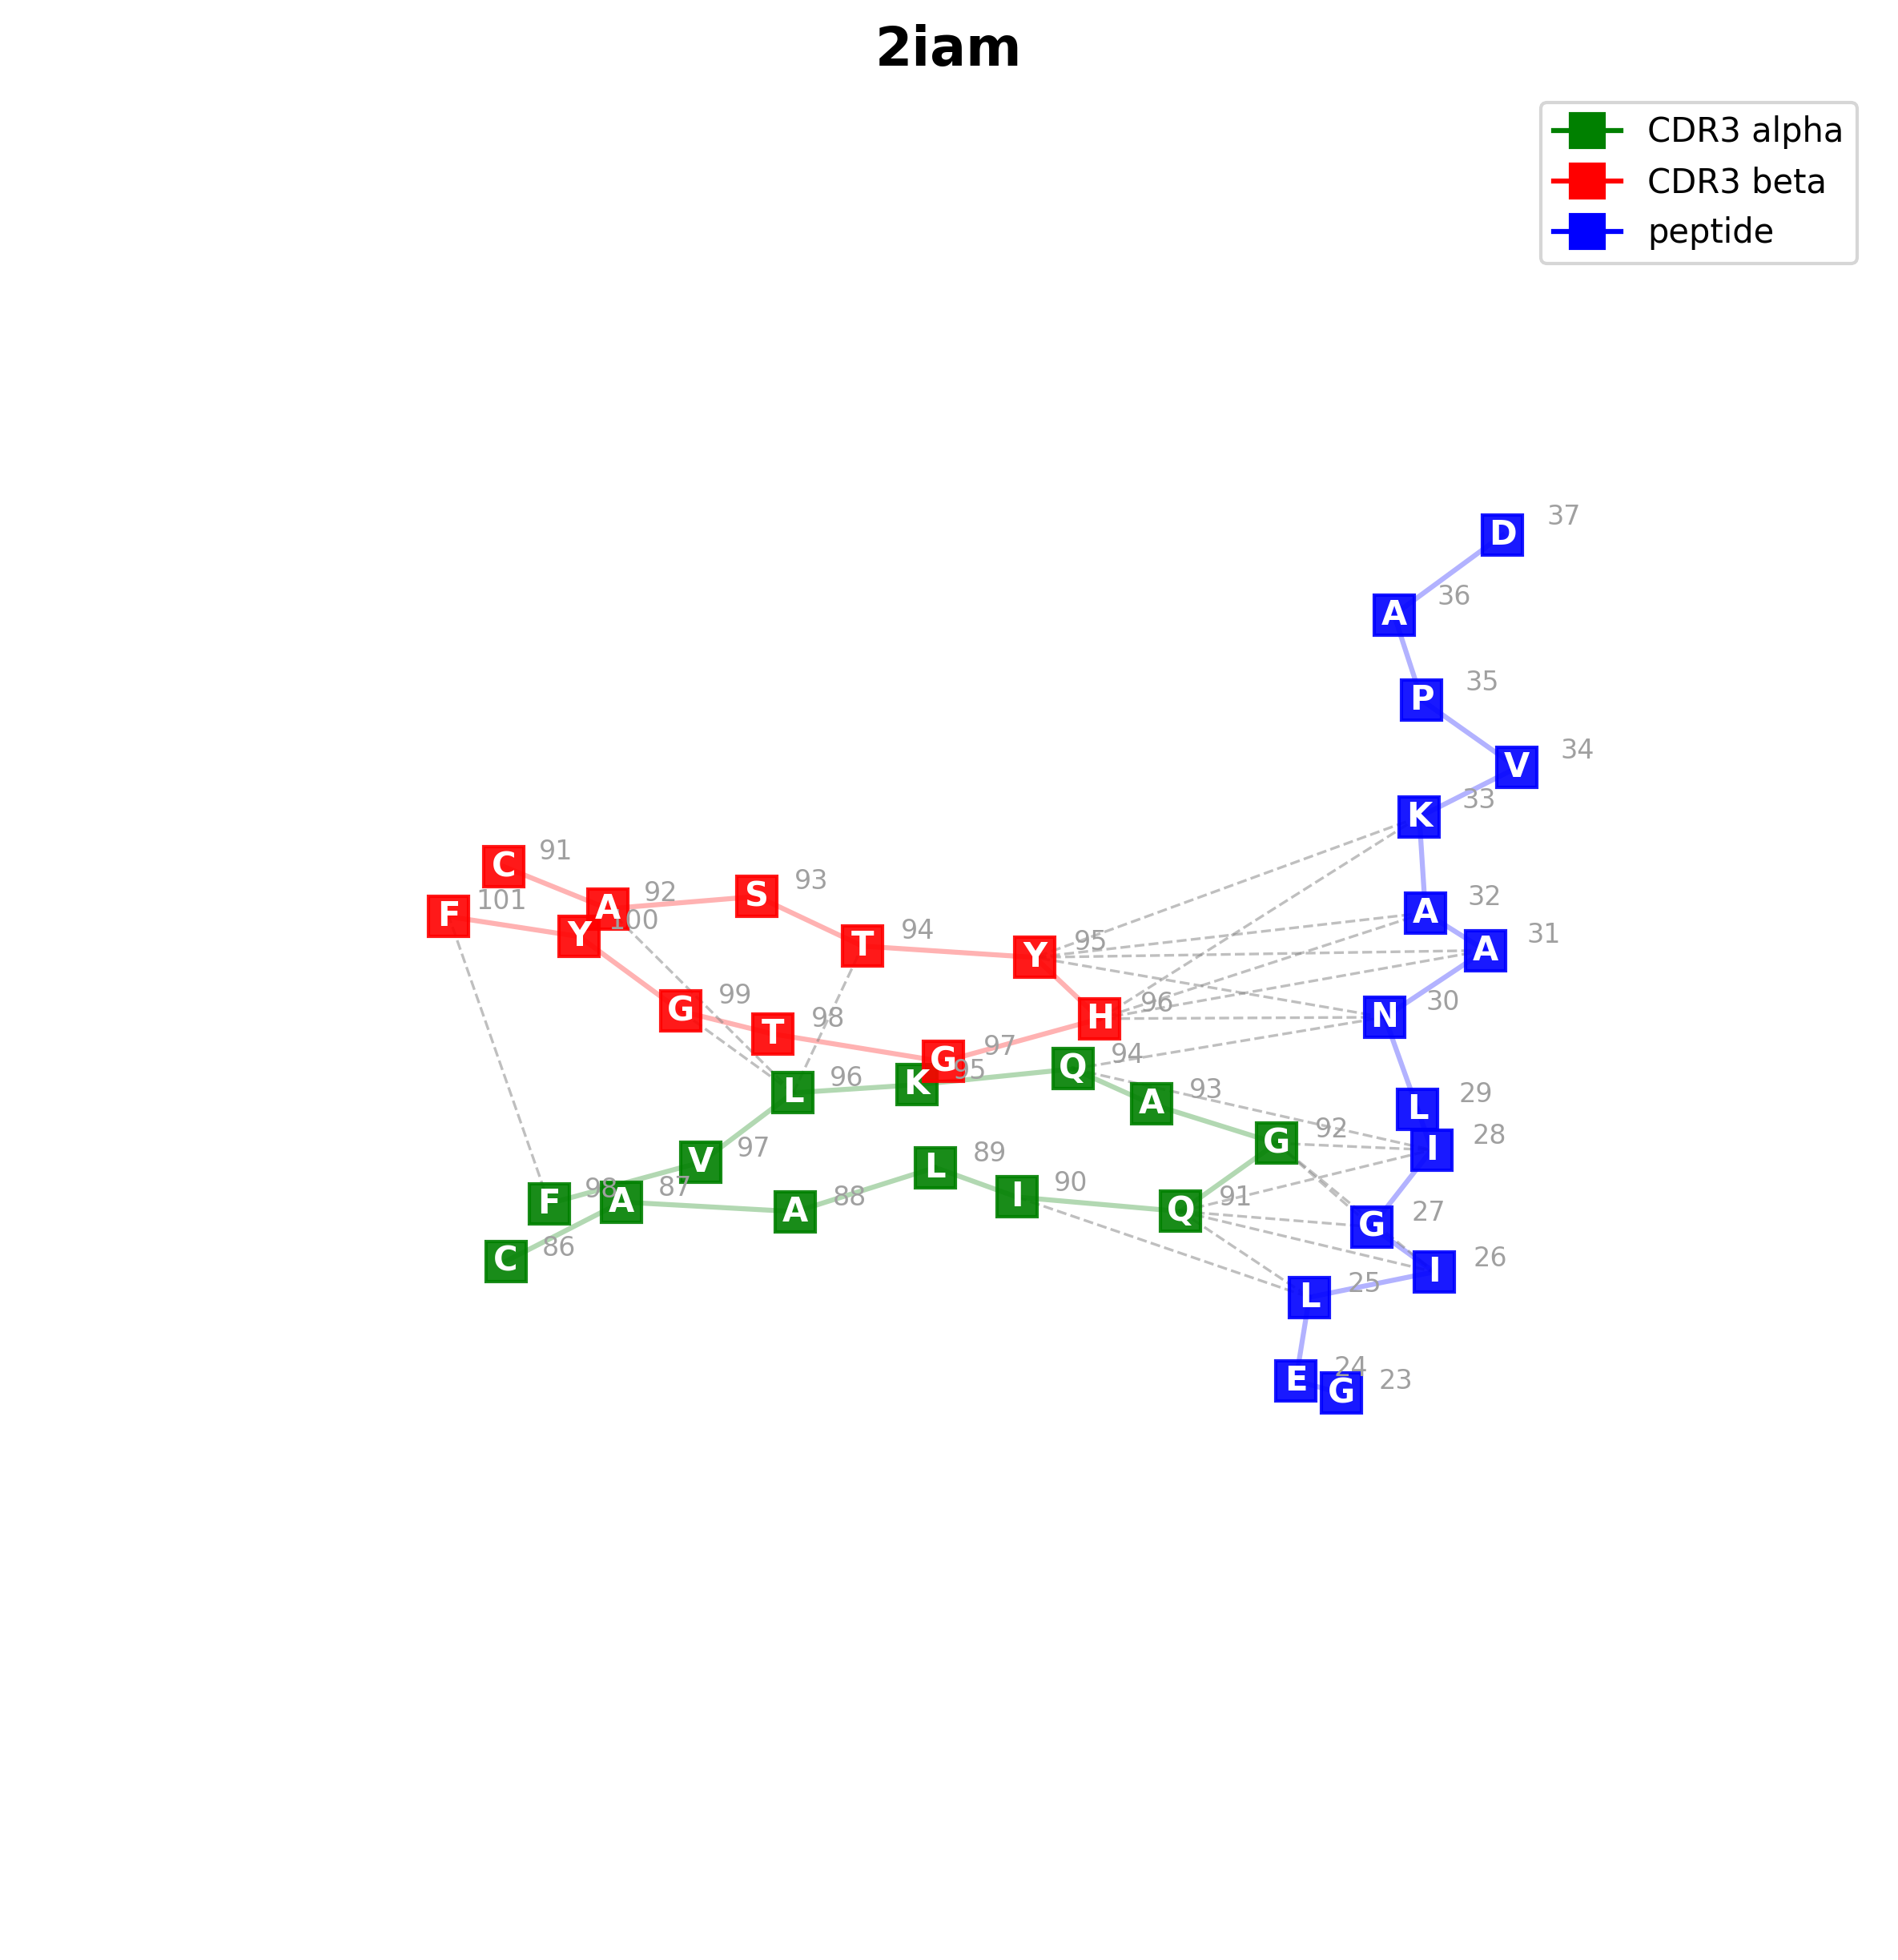 2iam
CDR3 alpha
CDR3 beta
peptide
D 37
A 36
P 35
V 34
K 33
C 91
A 92
S 93
F 101
Y 100
A 32
T 94
Y 95
A 31
G 99
T 98
H 96
N 30
G 97
K 95
Q 94
L 96
A 93
L 29
G 92
I 28
V 97
L 89
F 98
A 87
A 88
I 90
Q 91
G 27
C 86
I 26
L 25
E 24
G 23